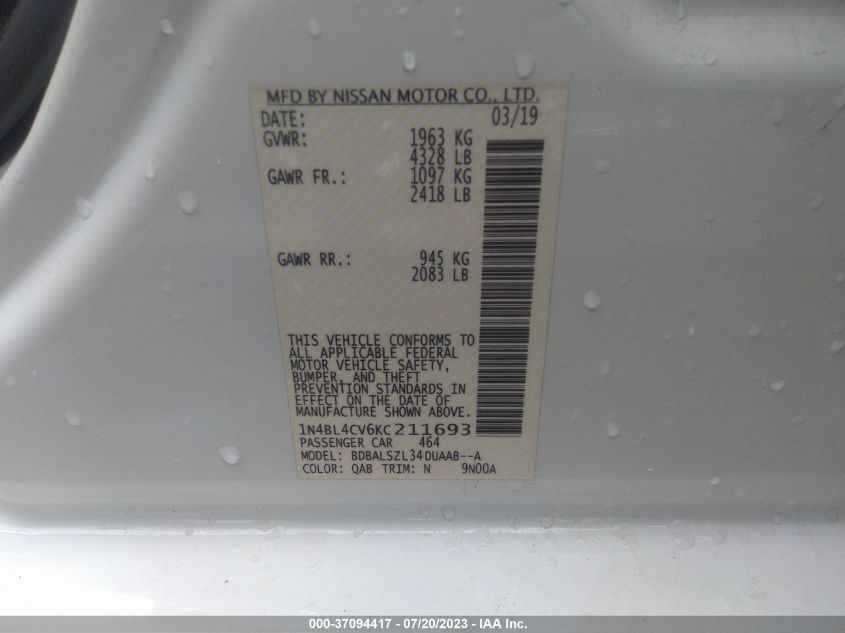 MFD BY NISSAN MOTOR CO., LTD.
DATE: 03/19
GVWR: 1963 KG
4328 LB
GAWR FR.: 1097 KG
2418 LB
GAWR RR.: 945 KG
2083 LB
THIS VEHICLE CONFORMS TO
ALL APPLICABLE FEDERAL
MOTOR VEHICLE SAFETY,
BUMPER, AND THEFT
PREVENTION STANDARDS IN
EFFECT ON THE DATE OF
MANUFACTURE SHOWN ABOVE.
1N4BL4CV6KC211693
PASSENGER CAR 464
MODEL: BDBALSZL34DUAAB--A
COLOR: QAB TRIM: N 9N00A
000-37094417 - 07/20/2023 - IAA Inc.